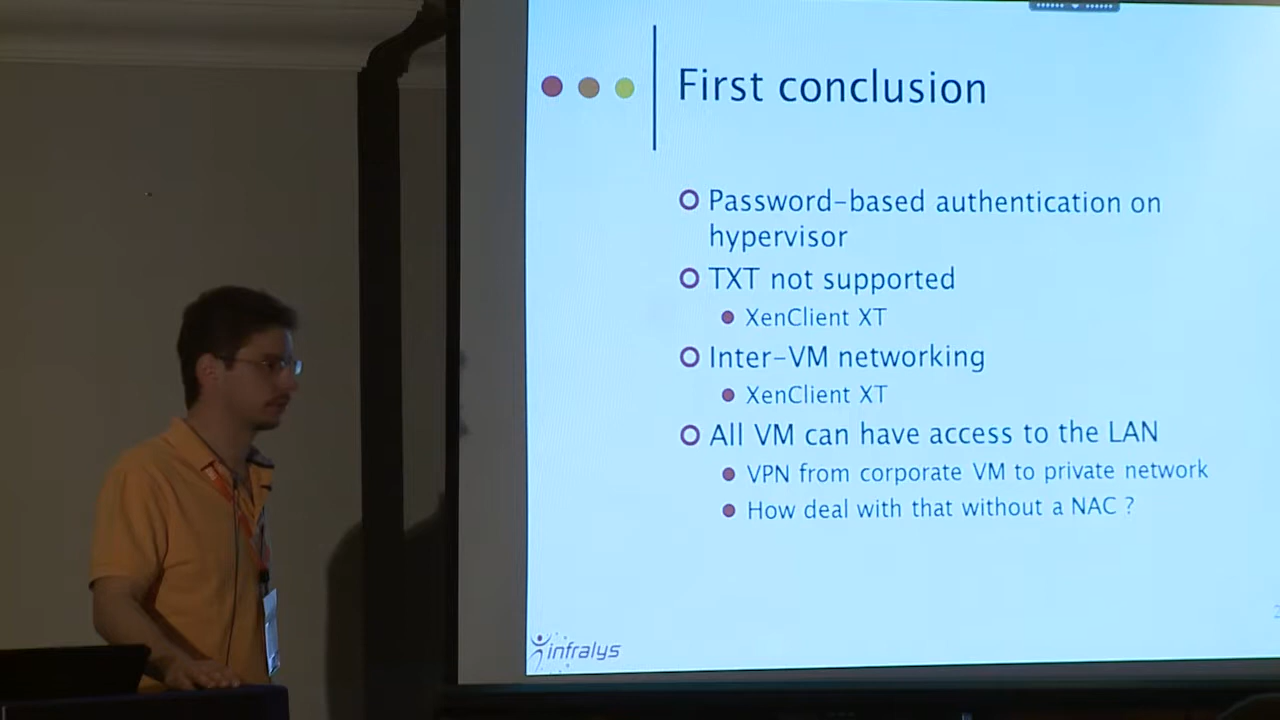 First conclusion
Password-based authentication on
hypervisor
TXT not supported
XenClient XT
Inter-VM networking
XenClient XT
All VM can have access to the LAN
VPN from corporate VM to private network
How deal with that without a NAC ?
infralys